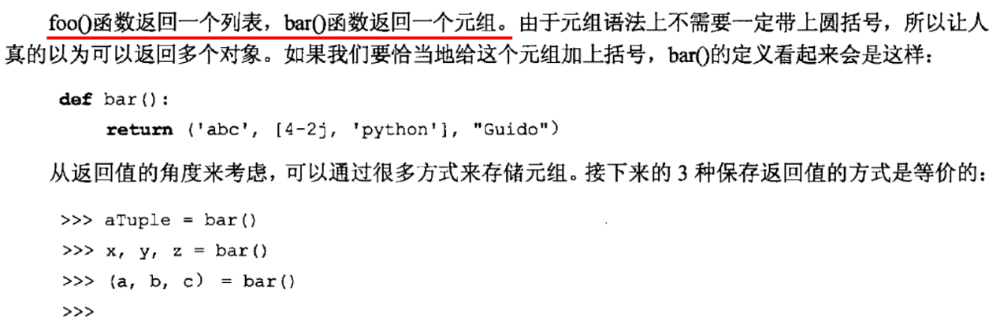 foo()函数返回一个列表，bar()函数返回一个元组。由于元组语法上不需要一定带上圆括号，所以让人
真的以为可以返回多个对象。如果我们要恰当地给这个元组加上括号，bar()的定义看起来会是这样：
def bar():
    return ('abc', [4-2j, 'python'], "Guido")
从返回值的角度来考虑，可以通过很多方式来存储元组。接下来的 3 种保存返回值的方式是等价的：
>>> aTuple = bar()
>>> x, y, z = bar()
>>> (a, b, c) = bar()
>>>